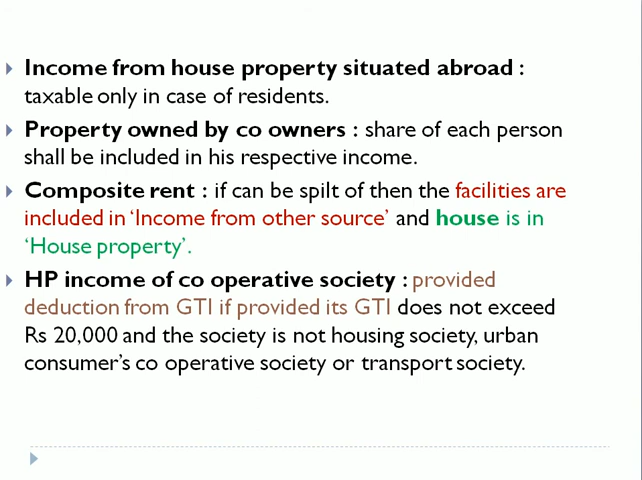 Income from house property situated abroad :
taxable only in case of residents.
Property owned by co owners : share of each person
shall be included in his respective income.
Composite rent : if can be spilt of then the facilities are
included in ‘Income from other source’ and house is in
‘House property’.
HP income of co operative society : provided
deduction from GTI if provided its GTI does not exceed
Rs 20,000 and the society is not housing society, urban
consumer’s co operative society or transport society.